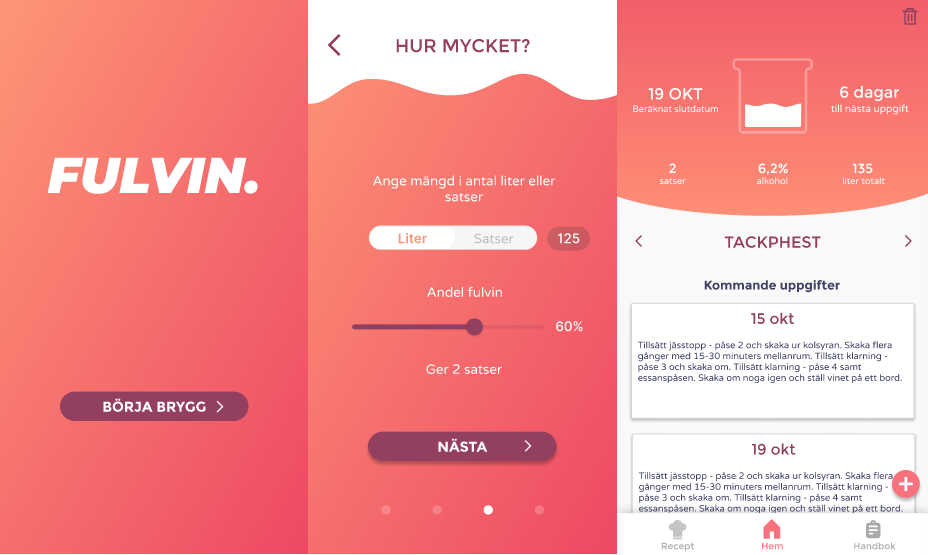 FULVIN.
BÖRJA BRYGG
HUR MYCKET?
Ange mängd i antal liter eller
satser
Liter
Satser
125
Andel fulvin
60%
Ger 2 satser
NÄSTA
19 OKT
Beräknat slutdatum
6 dagar
till nästa uppgift
2
satser
6,2%
alkohol
135
liter totalt
TACKPHEST
Kommande uppgifter
15 okt
Tillsätt jässtopp - påse 2 och skaka ur kolsyran. Skaka flera
gånger med 15-30 minuters mellanrum. Tillsätt klarning -
påse 3 och skaka om. Tillsätt klarning - påse 4 samt
essanspåsen. Skaka om noga igen och ställ vinet på ett bord.
19 okt
Tillsätt jässtopp - påse 2 och skaka ur kolsyran. Skaka flera
gånger med 15-30 minuters mellanrum. Tillsätt klarning -
påse 3 och skaka om. Tillsätt klarning - påse 4 samt
essanspåsen. Skaka om noga igen och ställ vinet på ett bord.
Recept
Hem
Handbok